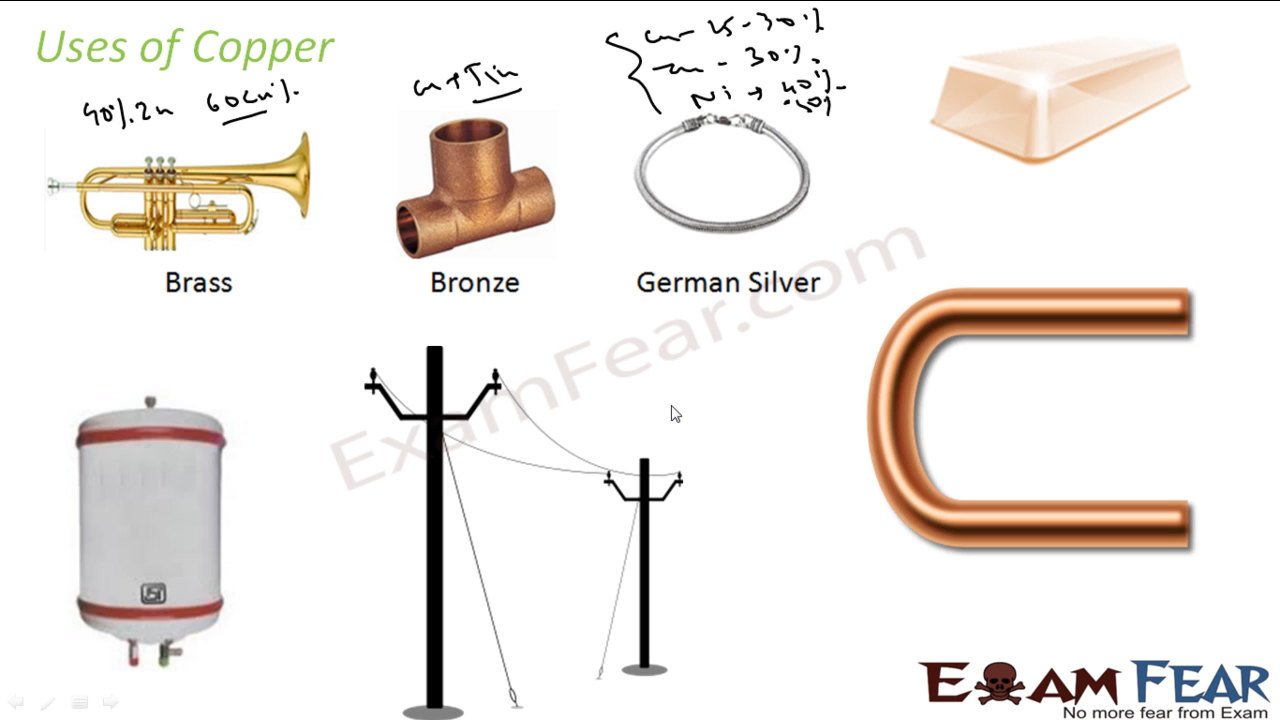 Uses of Copper
40% Zn 60 Cu %.
Cu + Tin
Cu - 25 - 30 %
Zn - 30%.
Ni → 40%
Brass
Bronze
German Silver
ExamFear.com
EXAM FEAR
No more fear from Exam